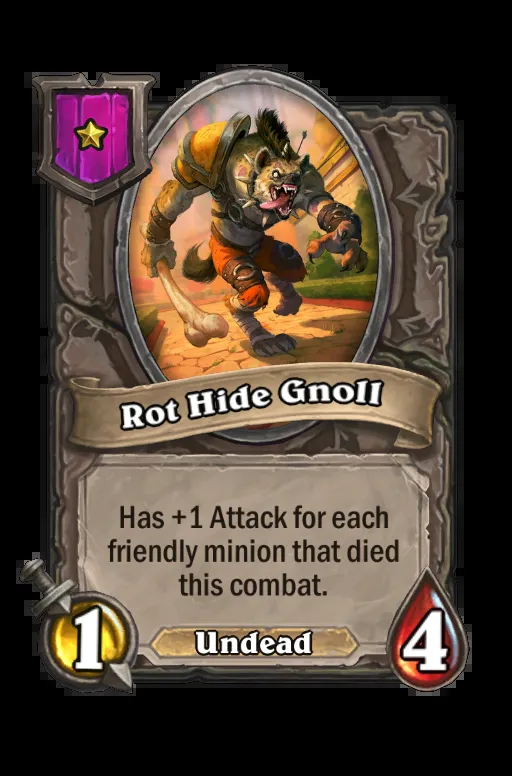 Rot Hide Gnoll
Has +1 Attack for each
friendly minion that died
this combat.
1
Undead
4